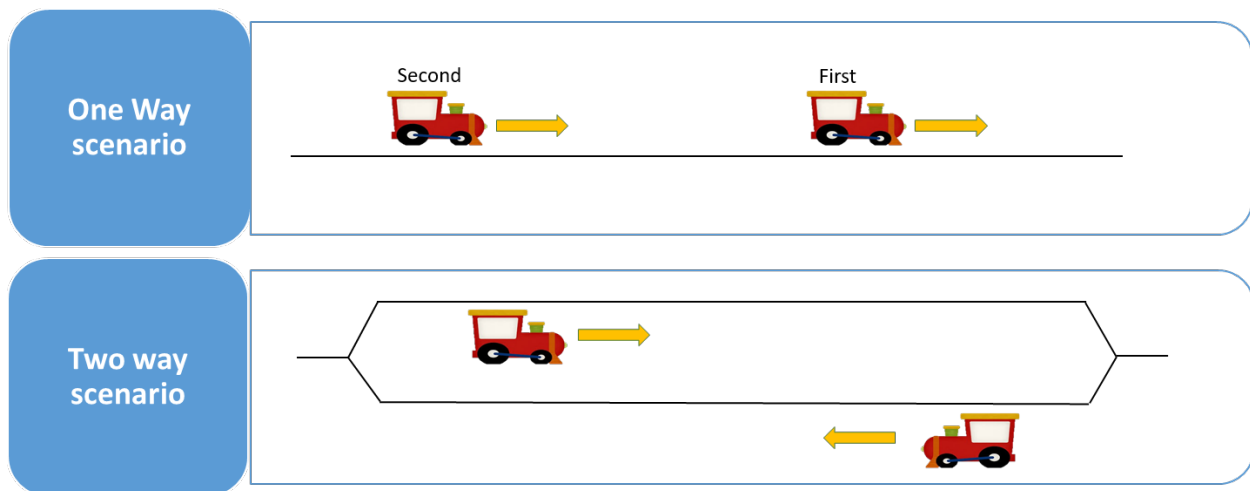 One Way
scenario
Second
First
Two way
scenario